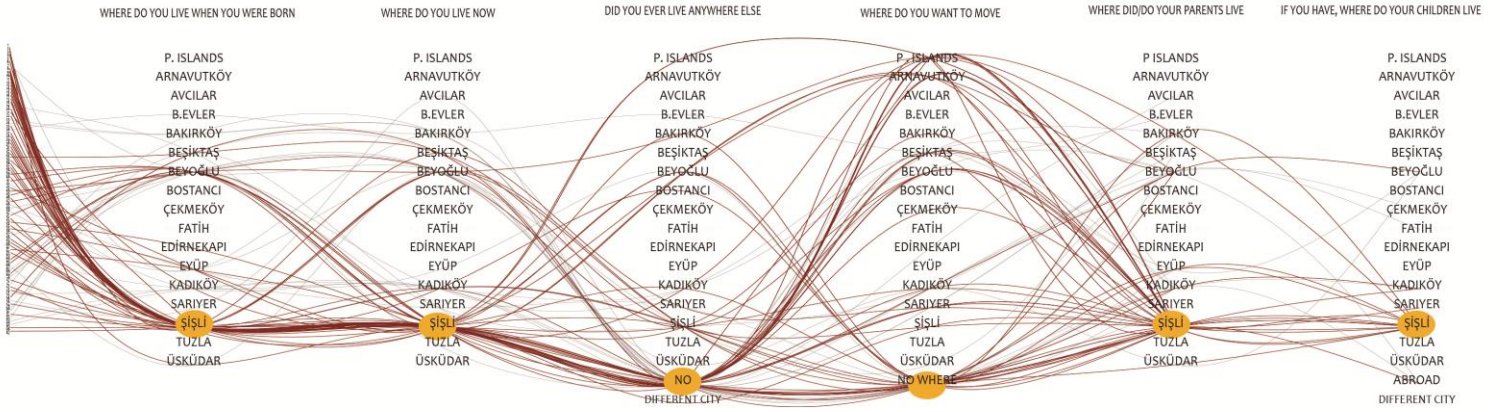 WHERE DO YOU LIVE WHEN YOU WERE BORN
P. ISLANDS
ARNAVUTKÖY
AVCILAR
B.EVLER
BAKIRKÖY
BEŞİKTAŞ
BEYOĞLU
BOSTANCI
ÇEKMEKÖY
FATİH
EDİRNEKAPI
EYÜP
KADIKÖY
SARIYER
ŞİŞLİ
TUZLA
ÜSKÜDAR
WHERE DO YOU LIVE NOW
P. ISLANDS
ARNAVUTKÖY
AVCILAR
B.EVLER
BAKIRKÖY
BEŞİKTAŞ
BEYOĞLU
BOSTANCI
ÇEKMEKÖY
FATİH
EDİRNEKAPI
EYÜP
KADIKÖY
SARIYER
ŞİŞLİ
TUZLA
ÜSKÜDAR
DID YOU EVER LIVE ANYWHERE ELSE
P. ISLANDS
ARNAVUTKÖY
AVCILAR
B.EVLER
BAKIRKÖY
BEŞİKTAŞ
BEYOĞLU
BOSTANCI
ÇEKMEKÖY
FATİH
EDİRNEKAPI
EYÜP
KADIKÖY
SARIYER
ŞİŞLİ
TUZLA
ÜSKÜDAR
NO
DIFFERENT CITY
WHERE DO YOU WANT TO MOVE
P. ISLANDS
ARNAVUTKÖY
AVCILAR
B.EVLER
BAKIRKÖY
BEŞİKTAŞ
BEYOĞLU
BOSTANCI
ÇEKMEKÖY
FATİH
EDİRNEKAPI
EYÜP
KADIKÖY
SARIYER
ŞİŞLİ
TUZLA
ÜSKÜDAR
NO WHERE
WHERE DID/DO YOUR PARENTS LIVE
P ISLANDS
ARNAVUTKÖY
AVCILAR
B.EVLER
BAKIRKÖY
BEŞİKTAŞ
BEYOĞLU
BOSTANCI
ÇEKMEKÖY
FATİH
EDİRNEKAPI
EYÜP
KADIKÖY
SARIYER
ŞİŞLİ
TUZLA
ÜSKÜDAR
IF YOU HAVE, WHERE DO YOUR CHILDREN LIVE
P. ISLANDS
ARNAVUTKÖY
AVCILAR
B.EVLER
BAKIRKÖY
BEŞİKTAŞ
BEYOĞLU
BOSTANCI
ÇEKMEKÖY
FATİH
EDİRNEKAPI
EYÜP
KADIKÖY
SARIYER
ŞİŞLİ
TUZLA
ÜSKÜDAR
ABROAD
DIFFERENT CITY